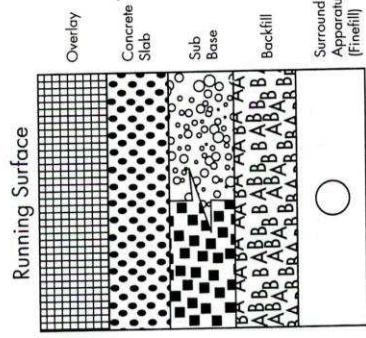 Running Surface
Overlay
Concrete
Slab
Sub
Base
Backfill
Surround
Apparatu
(Finefill)